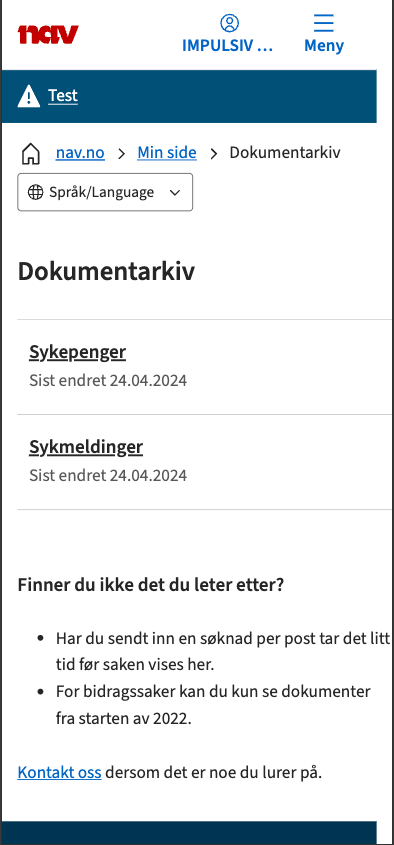 nav
IMPULSIV ...
Meny
Test
nav.no > Min side > Dokumentarkiv
Språk/Language
Dokumentarkiv
Sykepenger
Sist endret 24.04.2024
Sykmeldinger
Sist endret 24.04.2024
Finner du ikke det du leter etter?
• Har du sendt inn en søknad per post tar det litt
tid før saken vises her.
• For bidragssaker kan du kun se dokumenter
fra starten av 2022.
Kontakt oss dersom det er noe du lurer på.